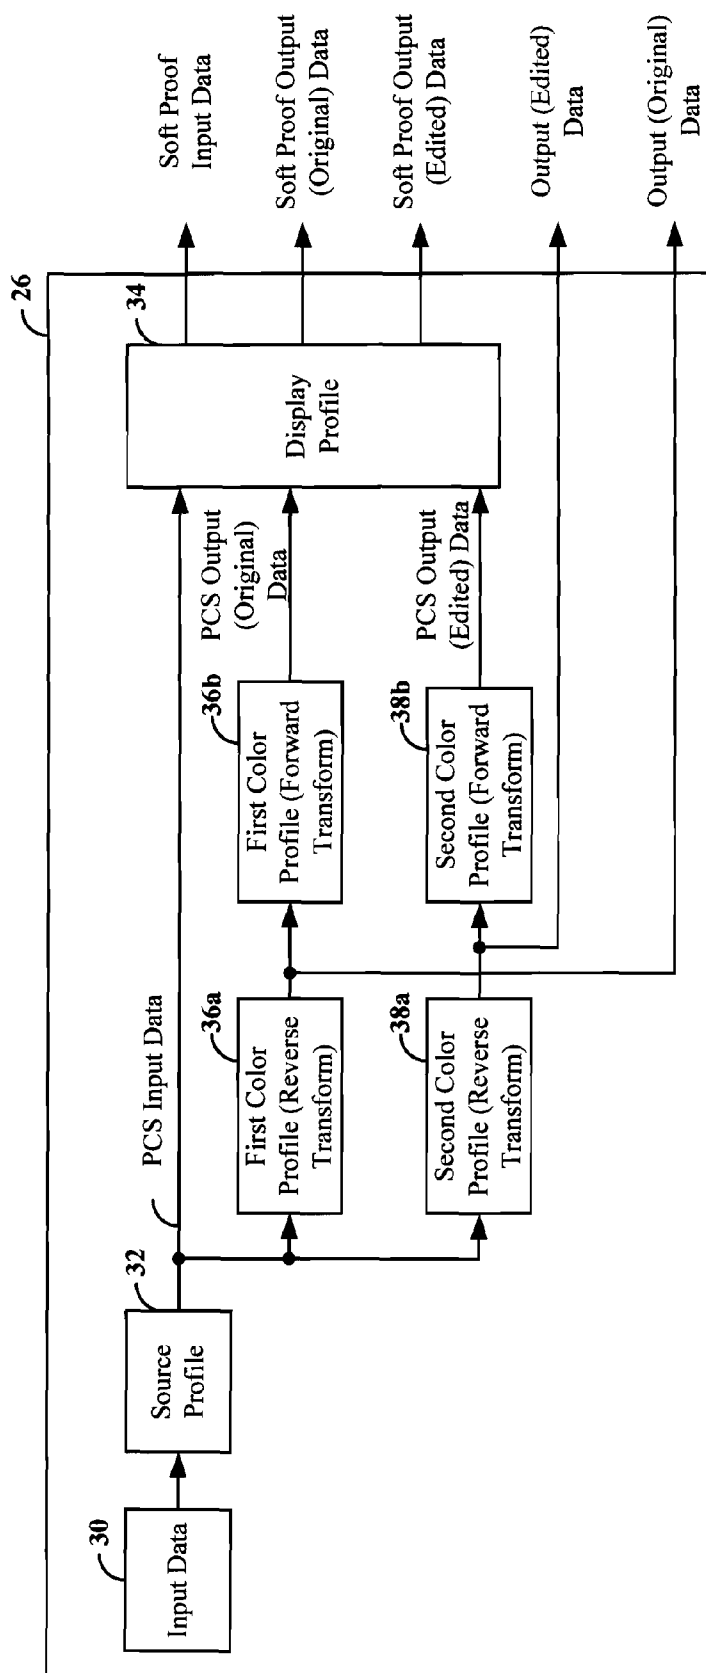 30
Input Data
32
Source
Profile
PCS Input Data
36a
First Color
Profile (Reverse
Transform)
38a
Second Color
Profile (Reverse
Transform)
36b
First Color
Profile (Forward
Transform)
38b
Second Color
Profile (Forward
Transform)
PCS Output
(Original)
Data
PCS Output
(Edited) Data
34
Display
Profile
26
Soft Proof
Input Data
Soft Proof Output
(Original) Data
Soft Proof Output
(Edited) Data
Output (Edited)
Data
Output (Original)
Data